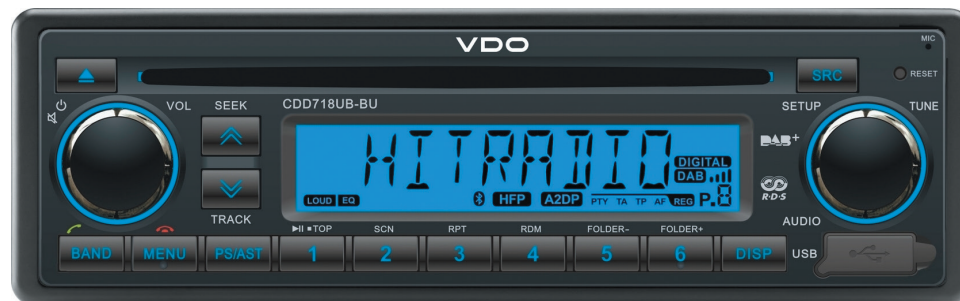 VDO
MIC
SRC
RESET
VOL
SEEK
CDD718UB-BU
SETUP
TUNE
HITRADIO
DIGITAL
DAB
DAB+
LOUD EQ
HFP A2DP PTY TA TP AF REG P.8
R·D·S
TRACK
AUDIO
TOP
SCN
RPT
RDM
FOLDER-
FOLDER+
BAND MENU PS/AST 1 2 3 4 5 6 DISP USB